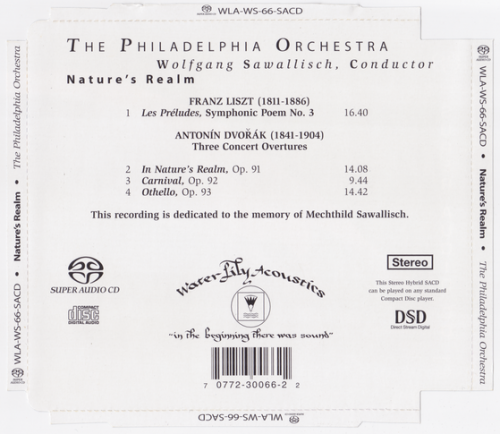 WLA-WS-66-SACD
THE PHILADELPHIA ORCHESTRA
Wolfgang Sawallisch, Conductor
Nature's Realm
FRANZ LISZT (1811-1886)
1 Les Préludes, Symphonic Poem No. 3 16.40
ANTONÍN DVOŘÁK (1841-1904)
Three Concert Overtures
2 In Nature's Realm, Op. 91 14.08
3 Carnival, Op. 92 9.44
4 Othello, Op. 93 14.42
This recording is dedicated to the memory of Mechthild Sawallisch.
SUPER AUDIO CD
COMPACT
disc
DIGITAL AUDIO
Water Lily Acoustics
"in the beginning there was sound"
Stereo
This Stereo Hybrid SACD
can be played on any standard
Compact Disc player.
DSD
Direct Stream Digital
7 0772-30066-2 2
WLA-WS-66-SACD • Nature's Realm • The Philadelphia Orchestra
WLA-WS-66-SACD • Nature's Realm • The Philadelphia Orchestra
WLA-WS-66-SACD